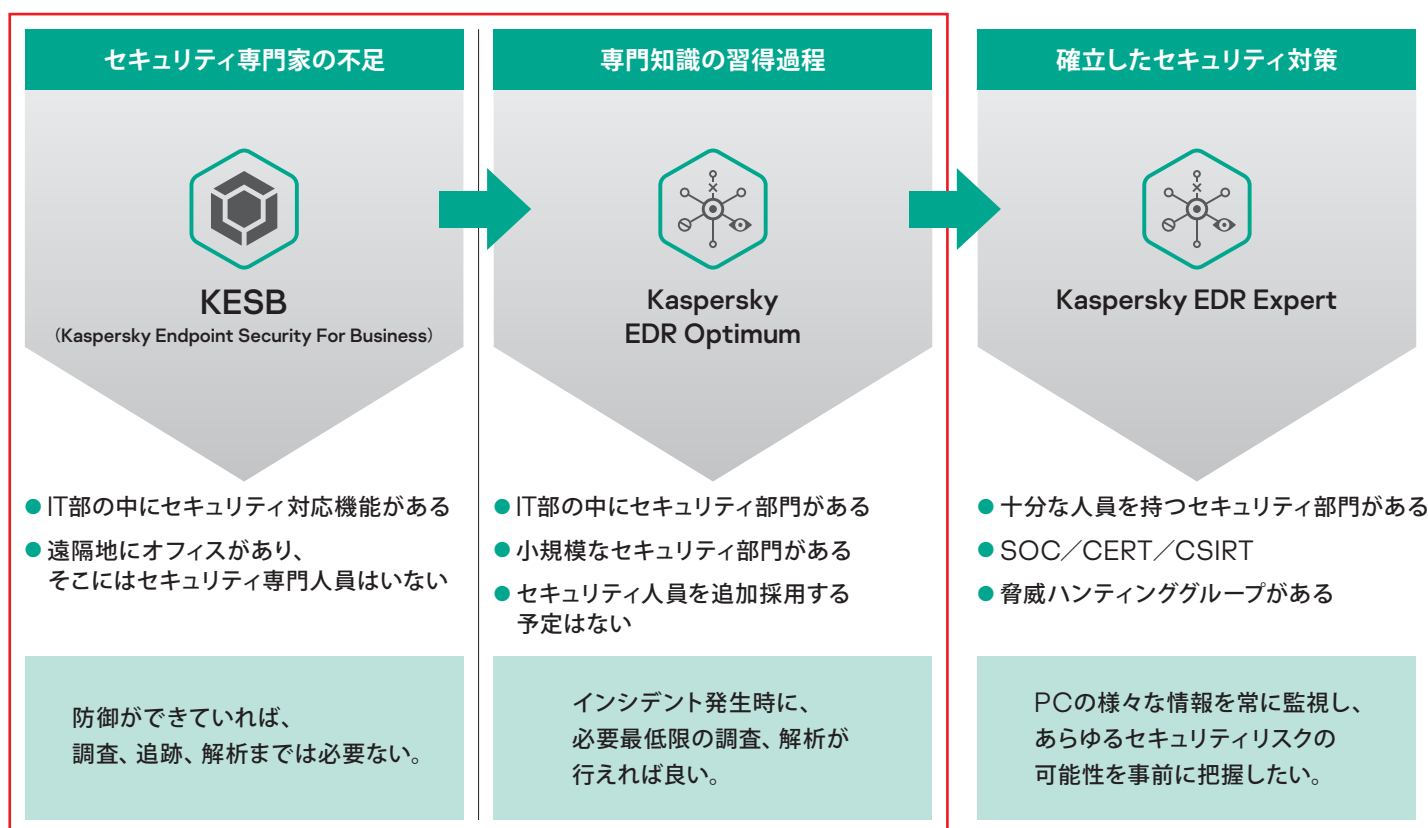 セキュリティ専門家の不足
KESB
(Kaspersky Endpoint Security For Business)
● IT部の中にセキュリティ対応機能がある
● 遠隔地にオフィスがあり、
そこにはセキュリティ専門人員はいない
防御ができていれば、
調査、追跡、解析までは必要ない。
専門知識の習得過程
Kaspersky
EDR Optimum
● IT部の中にセキュリティ部門がある
● 小規模なセキュリティ部門がある
● セキュリティ人員を追加採用する
予定はない
インシデント発生時に、
必要最低限の調査、解析が
行えれば良い。
確立したセキュリティ対策
Kaspersky EDR Expert
● 十分な人員を持つセキュリティ部門がある
● SOC／CERT／CSIRT
● 脅威ハンティンググループがある
PCの様々な情報を常に監視し、
あらゆるセキュリティリスクの
可能性を事前に把握したい。